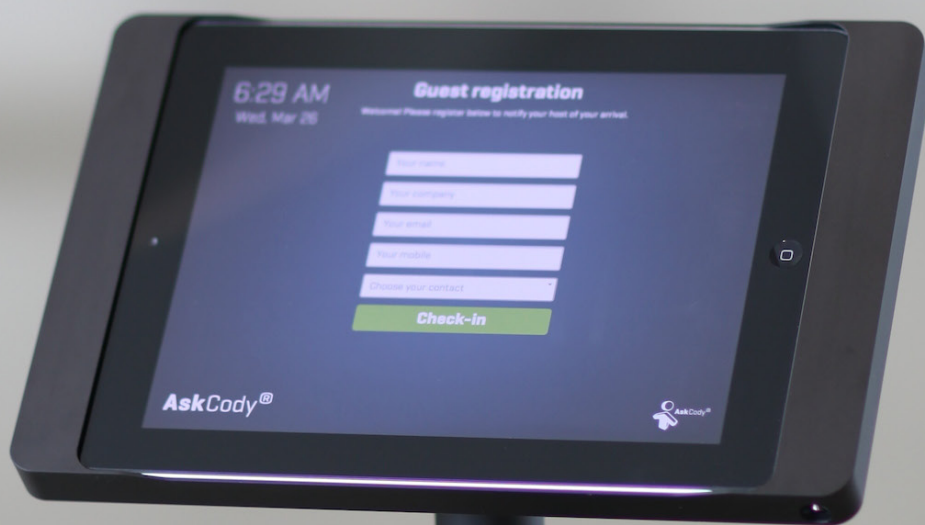 6:29 AM
Wed, Mar 26
Guest registration
Welcome! Please register below to notify your host of your arrival.
Your name
Your company
Your email
Your mobile
Choose your contact
Check-in
AskCody®
AskCody®